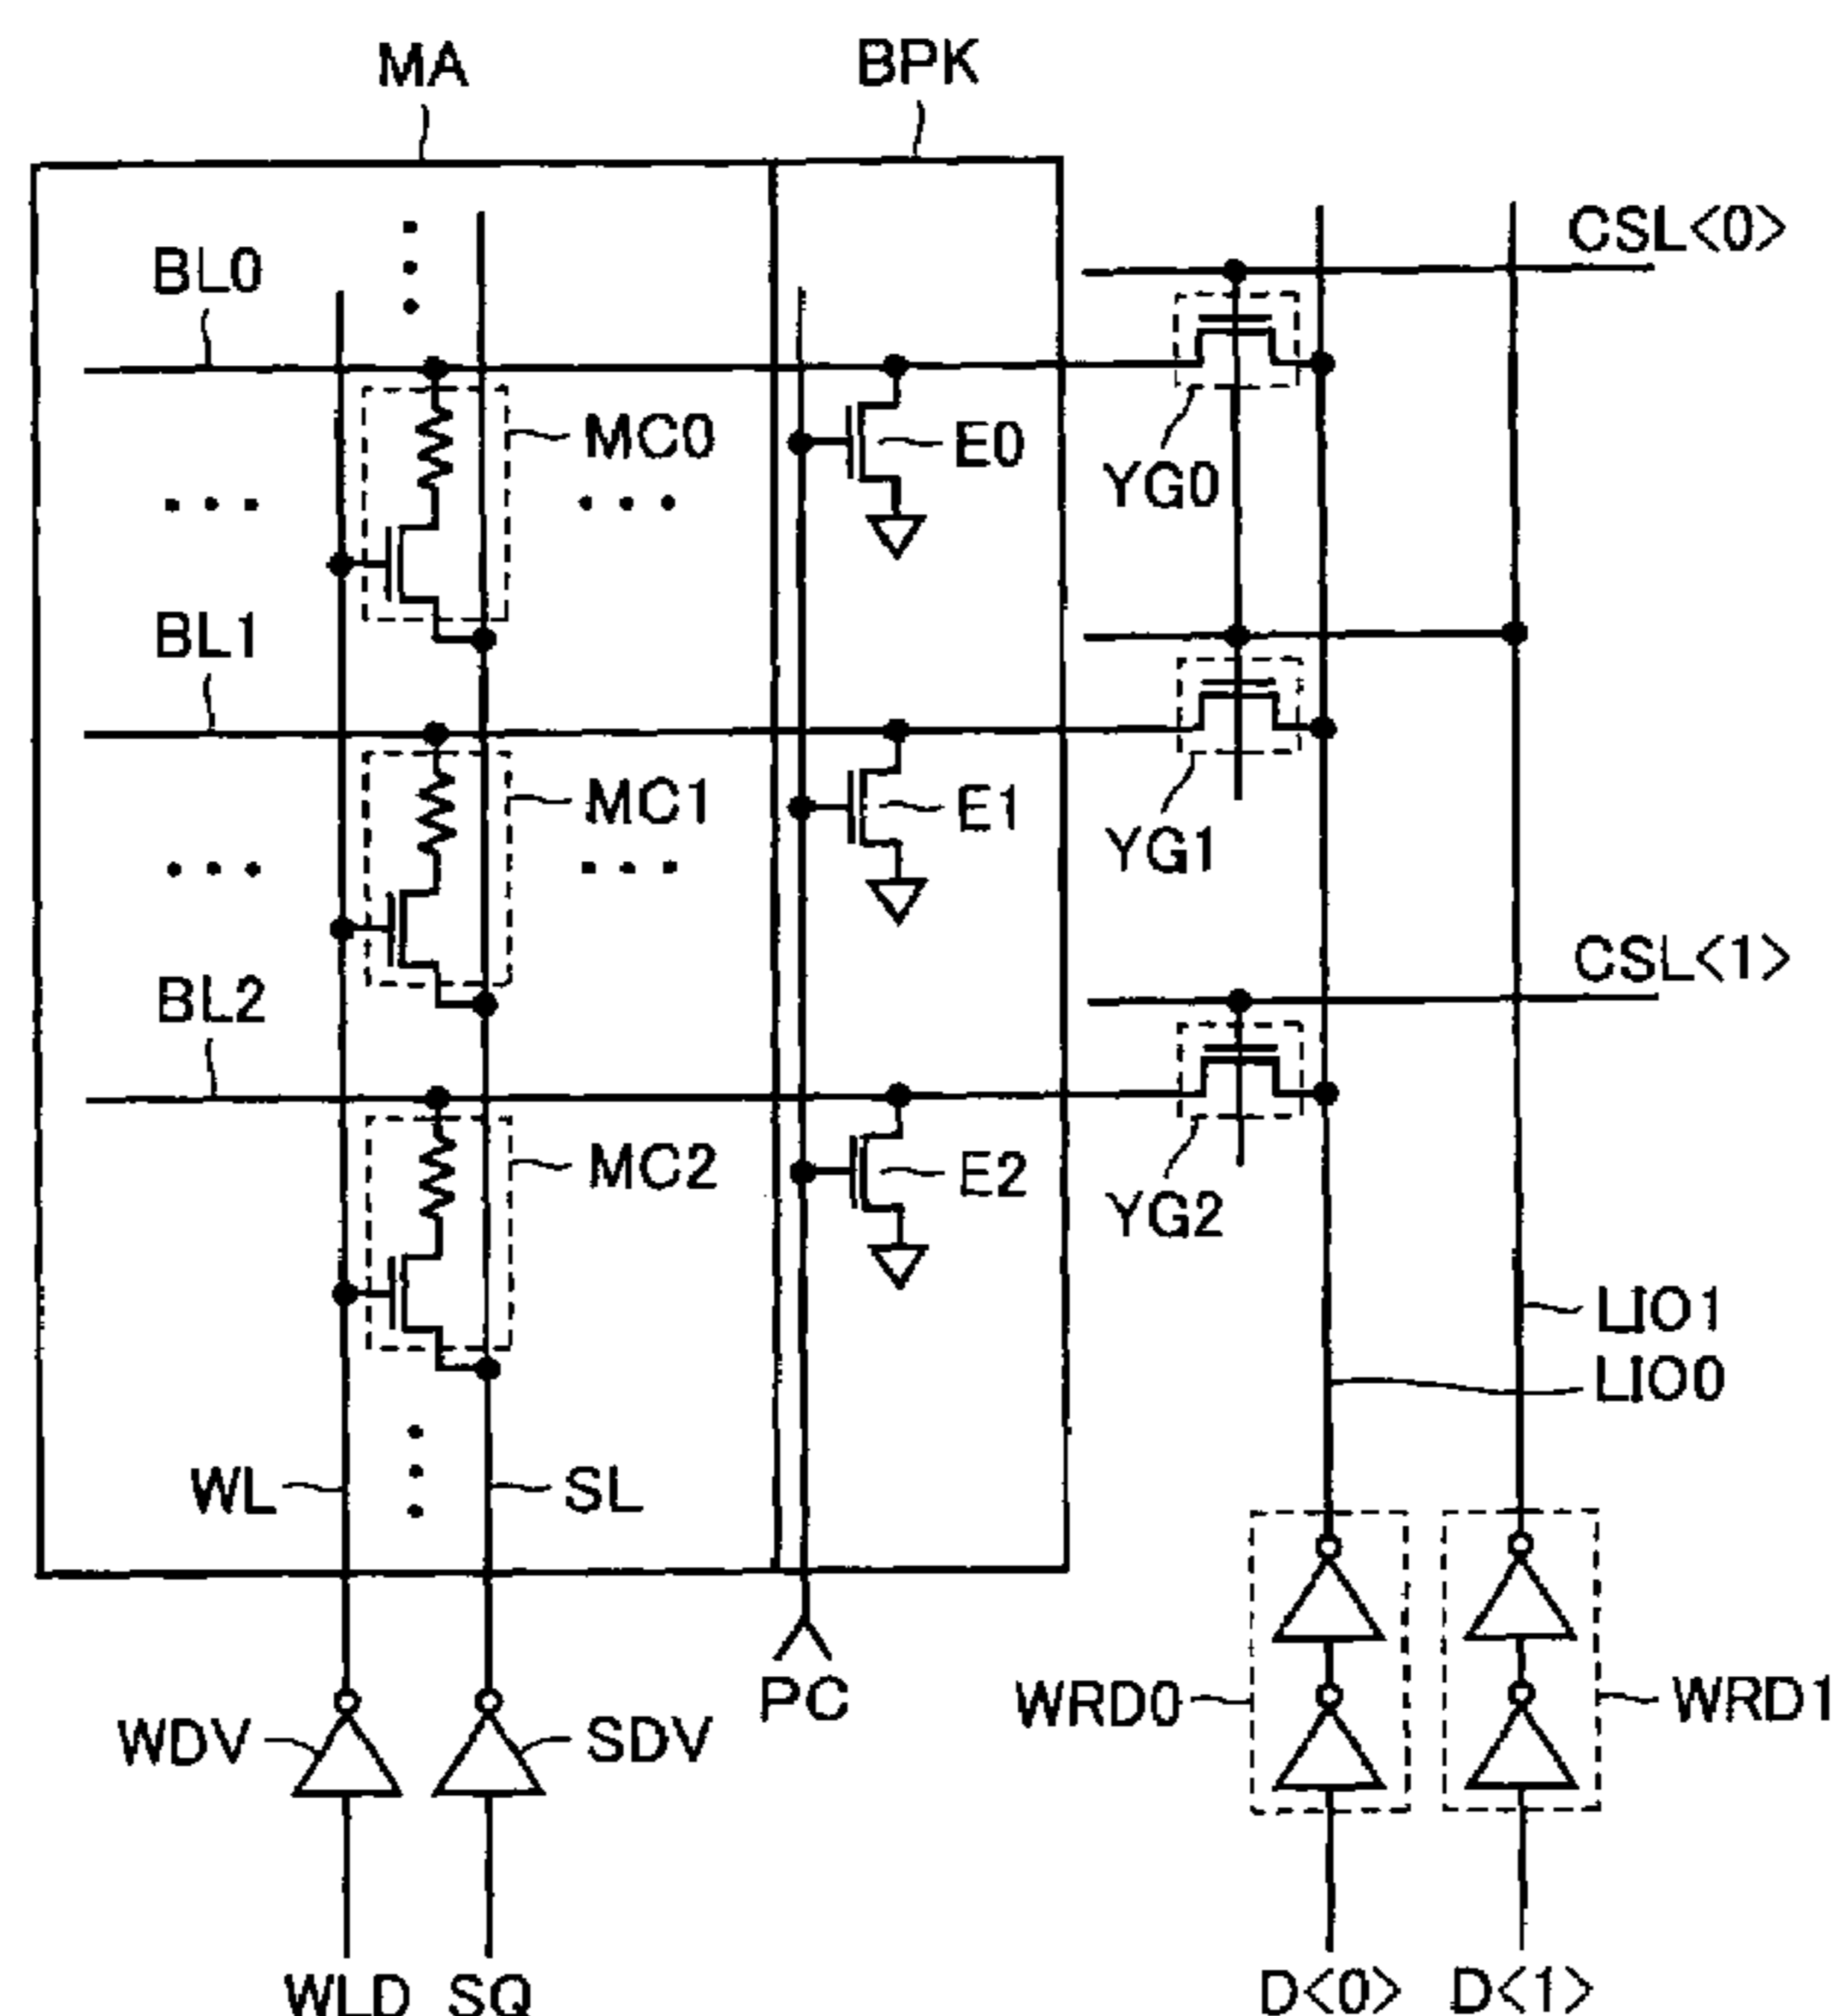 MA
BPK
CSL<0>
BL0
MC0
E0
YG0
BL1
MC1
E1
YG1
CSL<1>
BL2
MC2
E2
YG2
LIO1
LIO0
WL
SL
PC
WRD0
WRD1
WDV
SDV
WLD
SQ
D<0>
D<1>